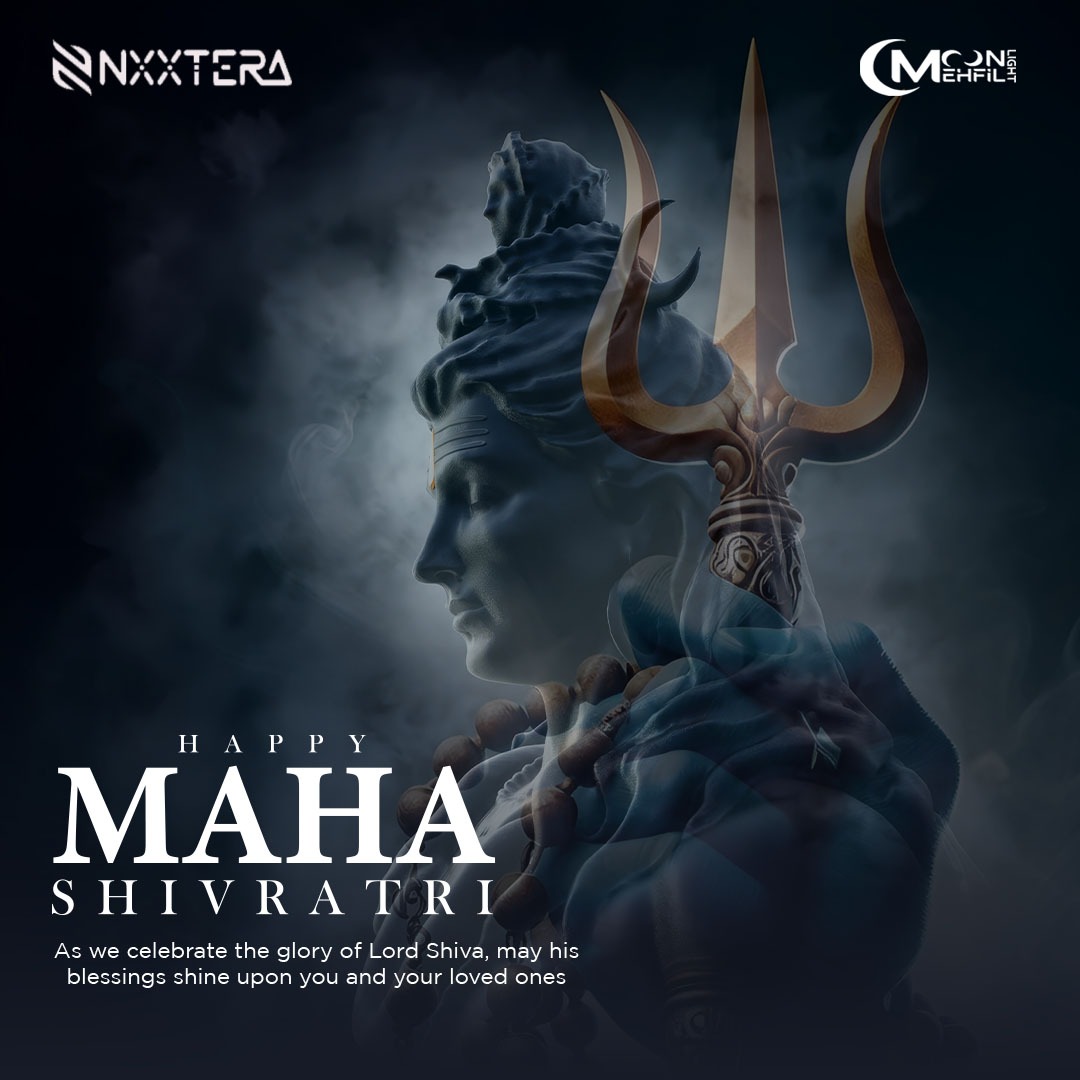 NXXTERA
MOON
MEHFIL
LIGHT
HAPPY
MAHA
SHIVRATRI
As we celebrate the glory of Lord Shiva, may his
blessings shine upon you and your loved ones